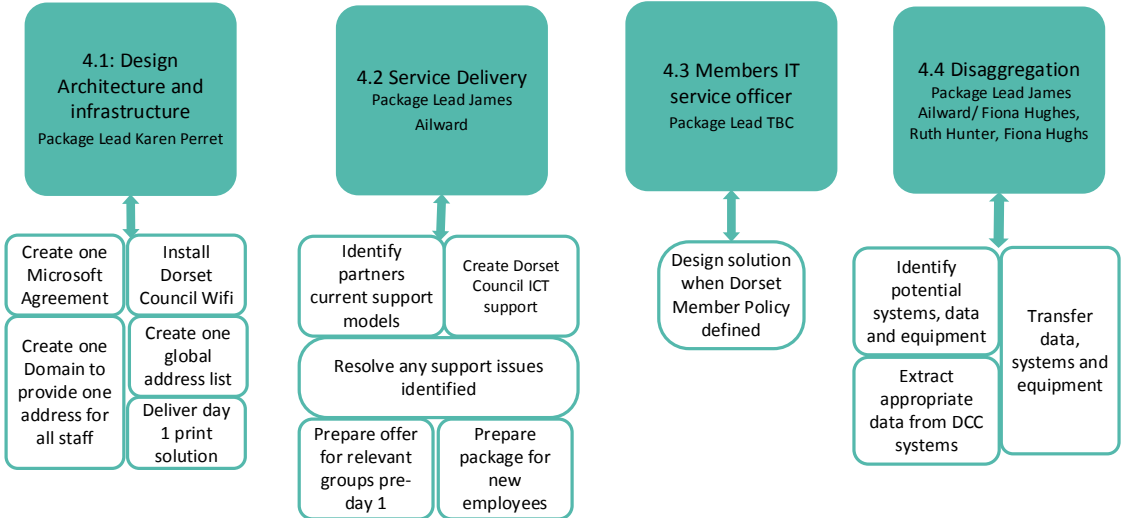 4.1: Design
Architecture and
infrastructure
Package Lead Karen Perret
4.2 Service Delivery
Package Lead James
Ailward
4.3 Members IT
service officer
Package Lead TBC
4.4 Disaggregation
Package Lead James
Ailward/ Fiona Hughes,
Ruth Hunter, Fiona Hughs
Create one
Microsoft
Agreement
Install
Dorset
Council Wifi
Create one
Domain to
provide one
address for
all staff
Create one
global
address list
Deliver day
1 print
solution
Identify
partners
current support
models
Create Dorset
Council ICT
support
Resolve any support issues
identified
Prepare offer
for relevant
groups pre-
day 1
Prepare
package for
new
employees
Design solution
when Dorset
Member Policy
defined
Identify
potential
systems, data
and equipment
Extract
appropriate
data from DCC
systems
Transfer
data,
systems and
equipment